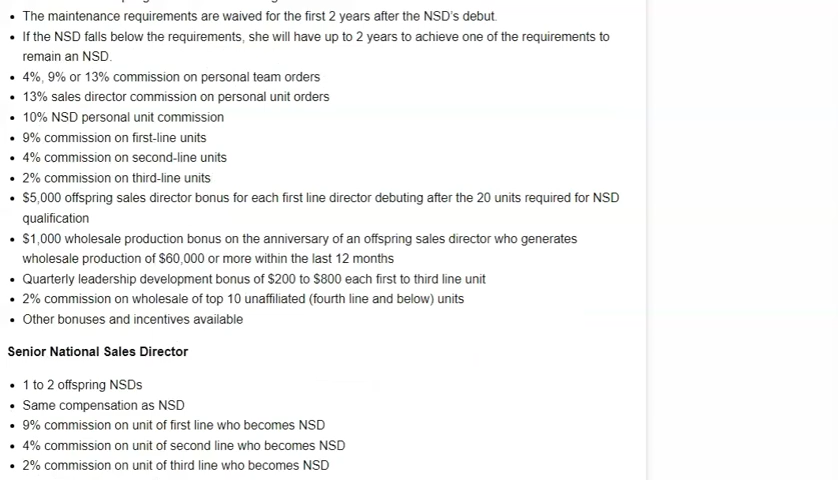 • The maintenance requirements are waived for the first 2 years after the NSD's debut.
• If the NSD falls below the requirements, she will have up to 2 years to achieve one of the requirements to
remain an NSD.
• 4%, 9% or 13% commission on personal team orders
• 13% sales director commission on personal unit orders
• 10% NSD personal unit commission
• 9% commission on first-line units
• 4% commission on second-line units
• 2% commission on third-line units
• $5,000 offspring sales director bonus for each first line director debuting after the 20 units required for NSD
qualification
• $1,000 wholesale production bonus on the anniversary of an offspring sales director who generates
wholesale production of $60,000 or more within the last 12 months
• Quarterly leadership development bonus of $200 to $800 each first to third line unit
• 2% commission on wholesale of top 10 unaffiliated (fourth line and below) units
• Other bonuses and incentives available
Senior National Sales Director
• 1 to 2 offspring NSDs
• Same compensation as NSD
• 9% commission on unit of first line who becomes NSD
• 4% commission on unit of second line who becomes NSD
• 2% commission on unit of third line who becomes NSD